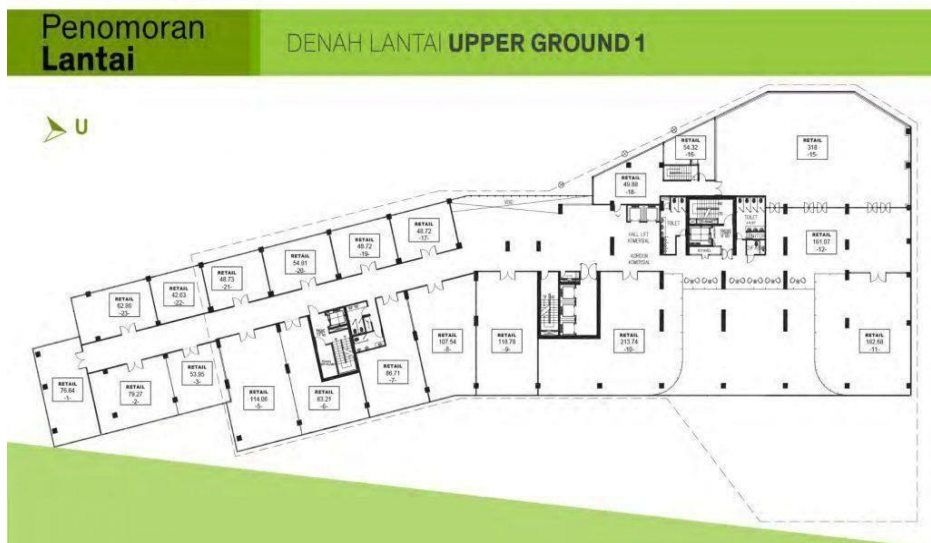 Penomoran
Lantai
DENAH LANTAI UPPER GROUND 1
U
RETAIL
54.32
-16-
RETAIL
318
-15-
RETAIL
49.88
-18-
VOID
TOILET
TOILET
RETAIL
181.07
-12-
HALL LIFT
KOMERSIAL
KORIDOR
KOMERSIAL
RETAIL
48.72
-17-
RETAIL
48.72
-19-
RETAIL
54.81
-20-
RETAIL
48.73
-21-
RETAIL
42.63
-22-
RETAIL
62.86
-23-
RETAIL
76.64
-1-
RETAIL
79.27
-2-
RETAIL
53.95
-3-
RETAIL
114.06
-5-
RETAIL
83.21
-6-
RETAIL
86.71
-7-
RETAIL
107.54
-8-
RETAIL
118.78
-9-
RETAIL
213.74
-10-
RETAIL
182.68
-11-